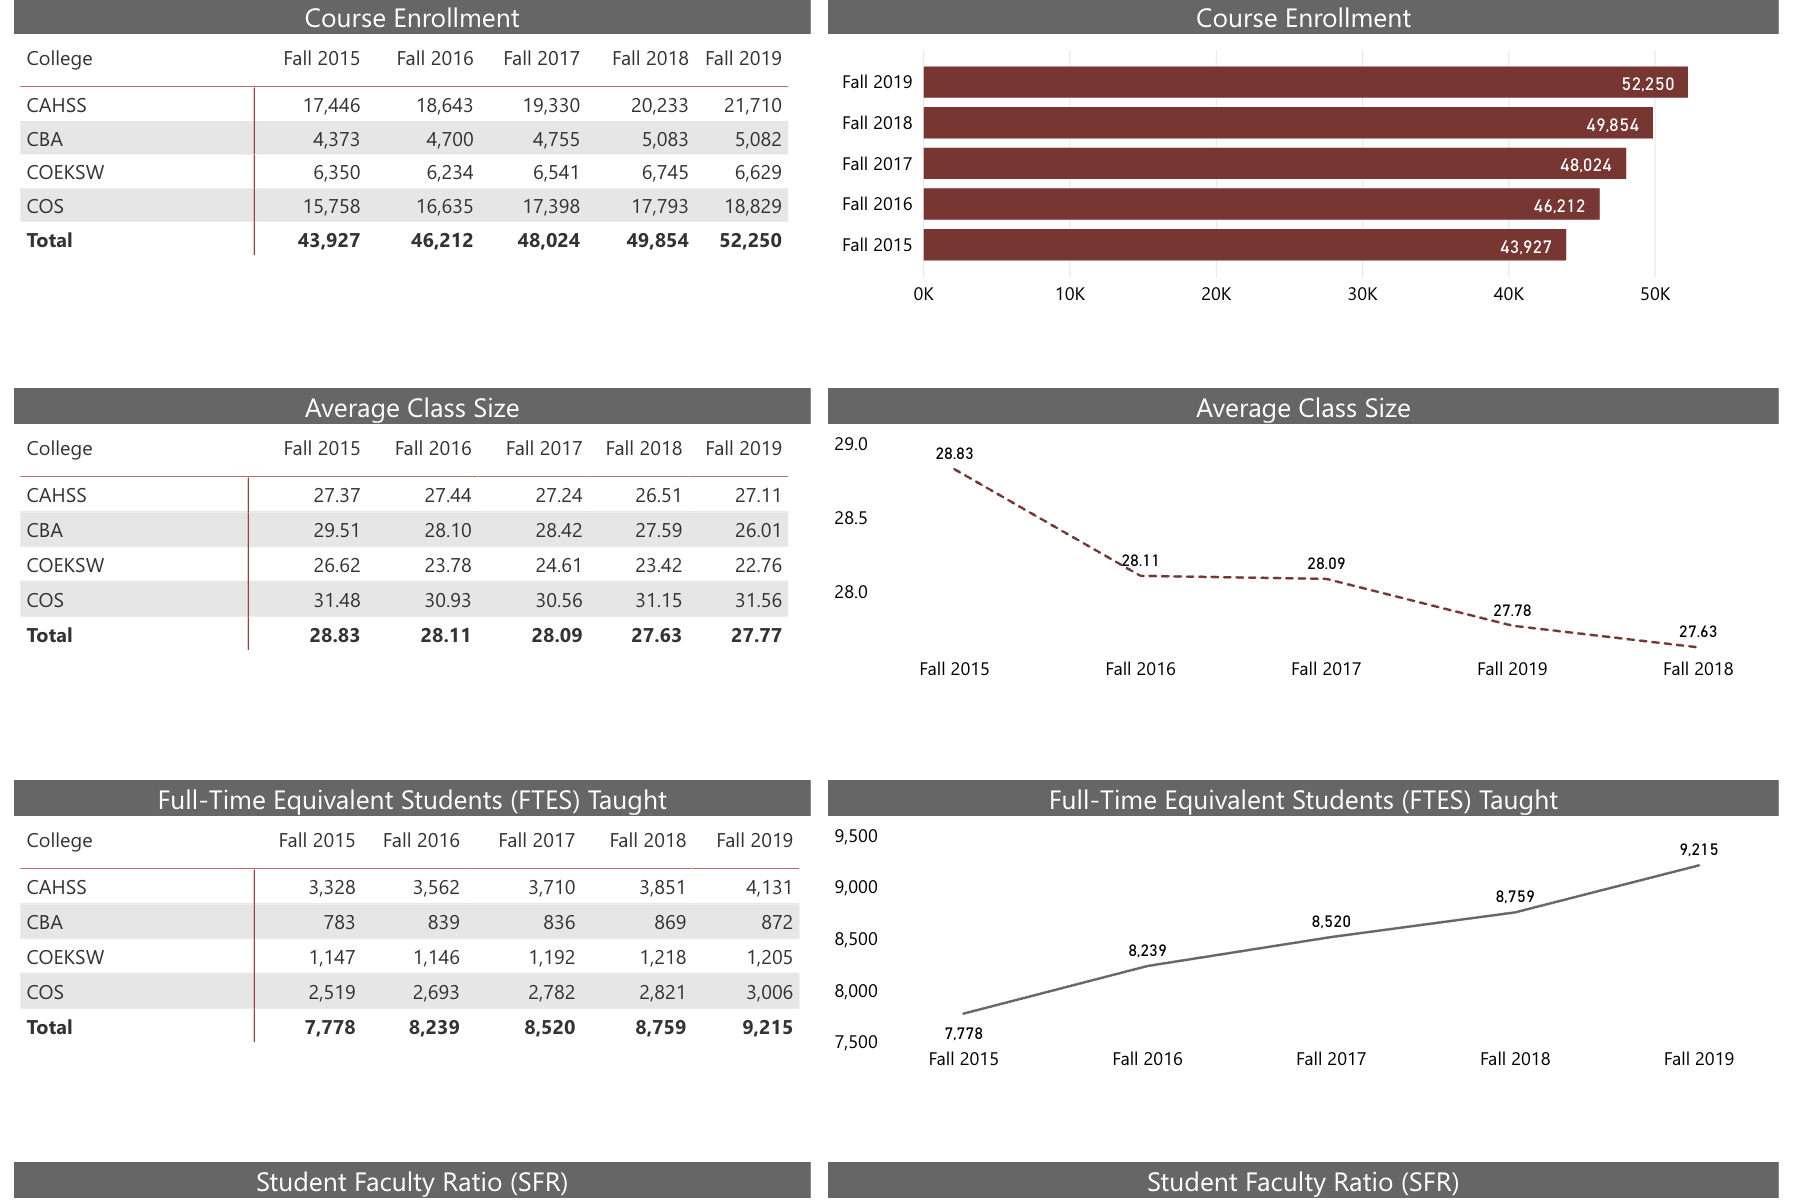 Course Enrollment
College Fall 2015 Fall 2016 Fall 2017 Fall 2018 Fall 2019
CAHSS 17,446 18,643 19,330 20,233 21,710
CBA 4,373 4,700 4,755 5,083 5,082
COEKSW 6,350 6,234 6,541 6,745 6,629
COS 15,758 16,635 17,398 17,793 18,829
Total 43,927 46,212 48,024 49,854 52,250
Course Enrollment
Fall 2019 52,250
Fall 2018 49,854
Fall 2017 48,024
Fall 2016 46,212
Fall 2015 43,927
0K 10K 20K 30K 40K 50K
Average Class Size
College Fall 2015 Fall 2016 Fall 2017 Fall 2018 Fall 2019
CAHSS 27.37 27.44 27.24 26.51 27.11
CBA 29.51 28.10 28.42 27.59 26.01
COEKSW 26.62 23.78 24.61 23.42 22.76
COS 31.48 30.93 30.56 31.15 31.56
Total 28.83 28.11 28.09 27.63 27.77
Average Class Size
29.0
28.83
28.5
28.11
28.09
28.0
27.78
27.63
Fall 2015 Fall 2016 Fall 2017 Fall 2019 Fall 2018
Full-Time Equivalent Students (FTES) Taught
College Fall 2015 Fall 2016 Fall 2017 Fall 2018 Fall 2019
CAHSS 3,328 3,562 3,710 3,851 4,131
CBA 783 839 836 869 872
COEKSW 1,147 1,146 1,192 1,218 1,205
COS 2,519 2,693 2,782 2,821 3,006
Total 7,778 8,239 8,520 8,759 9,215
Full-Time Equivalent Students (FTES) Taught
9,500
9,215
9,000
8,759
8,520
8,500
8,239
8,000
7,778
7,500
Fall 2015 Fall 2016 Fall 2017 Fall 2018 Fall 2019
Student Faculty Ratio (SFR)
Student Faculty Ratio (SFR)